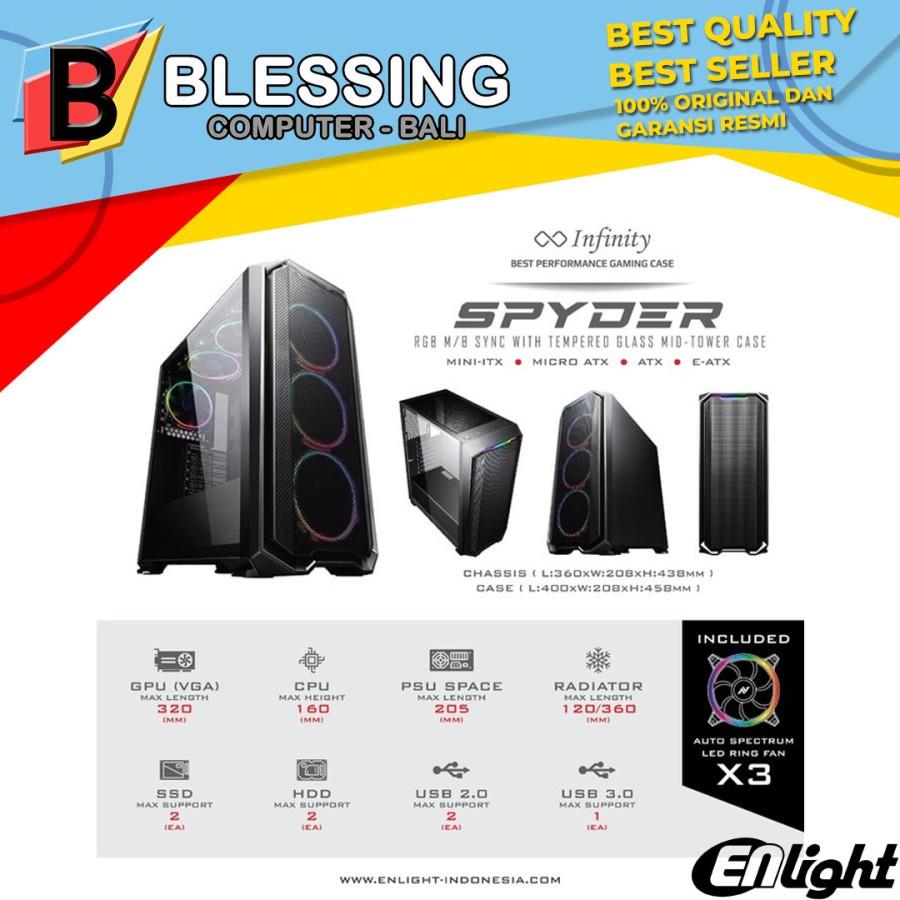 B
BLESSING
COMPUTER - BALI
BEST QUALITY
BEST SELLER
100% ORIGINAL DAN
GARANSI RESMI
Infinity
BEST PERFORMANCE GAMING CASE
SPYDER
RGB M/B SYNC WITH TEMPERED GLASS MID-TOWER CASE
MINI-ITX • MICRO ATX • ATX • E-ATX
CHASSIS ( L:360xW:208xH:438MM )
CASE ( L:400xW:208xH:458MM )
GPU (VGA)
MAX LENGTH
320
(MM)
CPU
MAX HEIGHT
160
(MM)
PSU SPACE
MAX LENGTH
205
(MM)
RADIATOR
MAX LENGTH
120/360
(MM)
SSD
MAX SUPPORT
2
(EA)
HDD
MAX SUPPORT
2
(EA)
USB 2.0
MAX SUPPORT
2
(EA)
USB 3.0
MAX SUPPORT
1
(EA)
INCLUDED
AUTO SPECTRUM
LED RING FAN
X3
WWW.ENLIGHT-INDONESIA.COM
ENlight